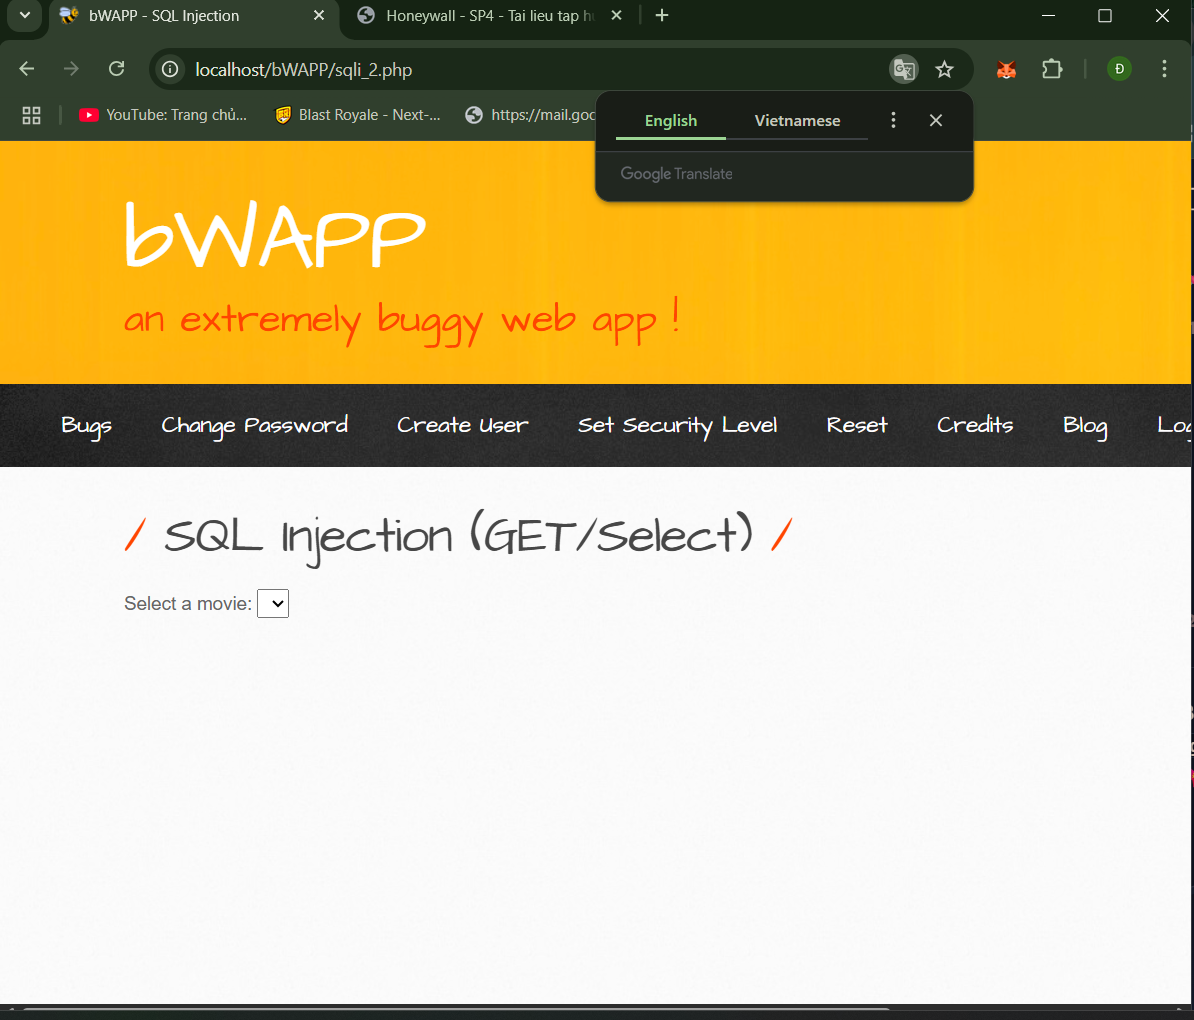 bWAPP - SQL Injection
Honeywall - SP4 - Tai lieu tap hu
localhost/bWAPP/sqli_2.php
Đ
YouTube: Trang chủ...
Blast Royale - Next-...
https://mail.goo
English
Vietnamese
Google Translate
bWAPP
an extremely buggy web app !
Bugs
Change Password
Create User
Set Security Level
Reset
Credits
Blog
Log
/ SQL Injection (GET/Select) /
Select a movie: